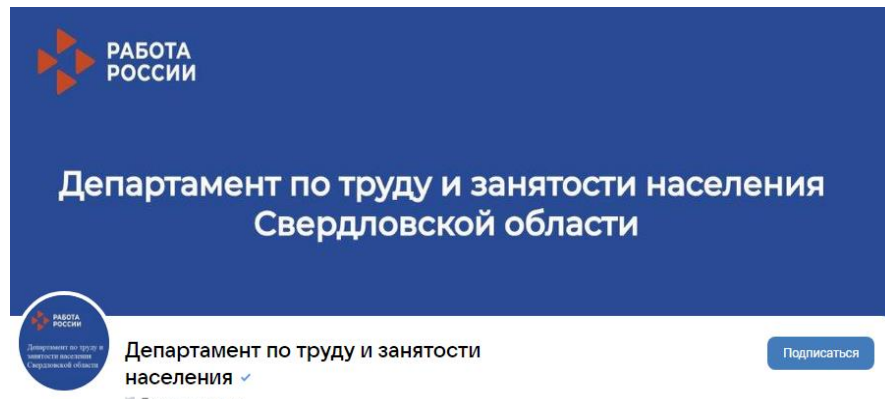 РАБОТА
РОССИИ
Департамент по труду и занятости населения
Свердловской области
РАБОТА
РОССИИ
Департамент по труду и
занятости населения
Свердловской области
Департамент по труду и занятости
населения
Подписаться